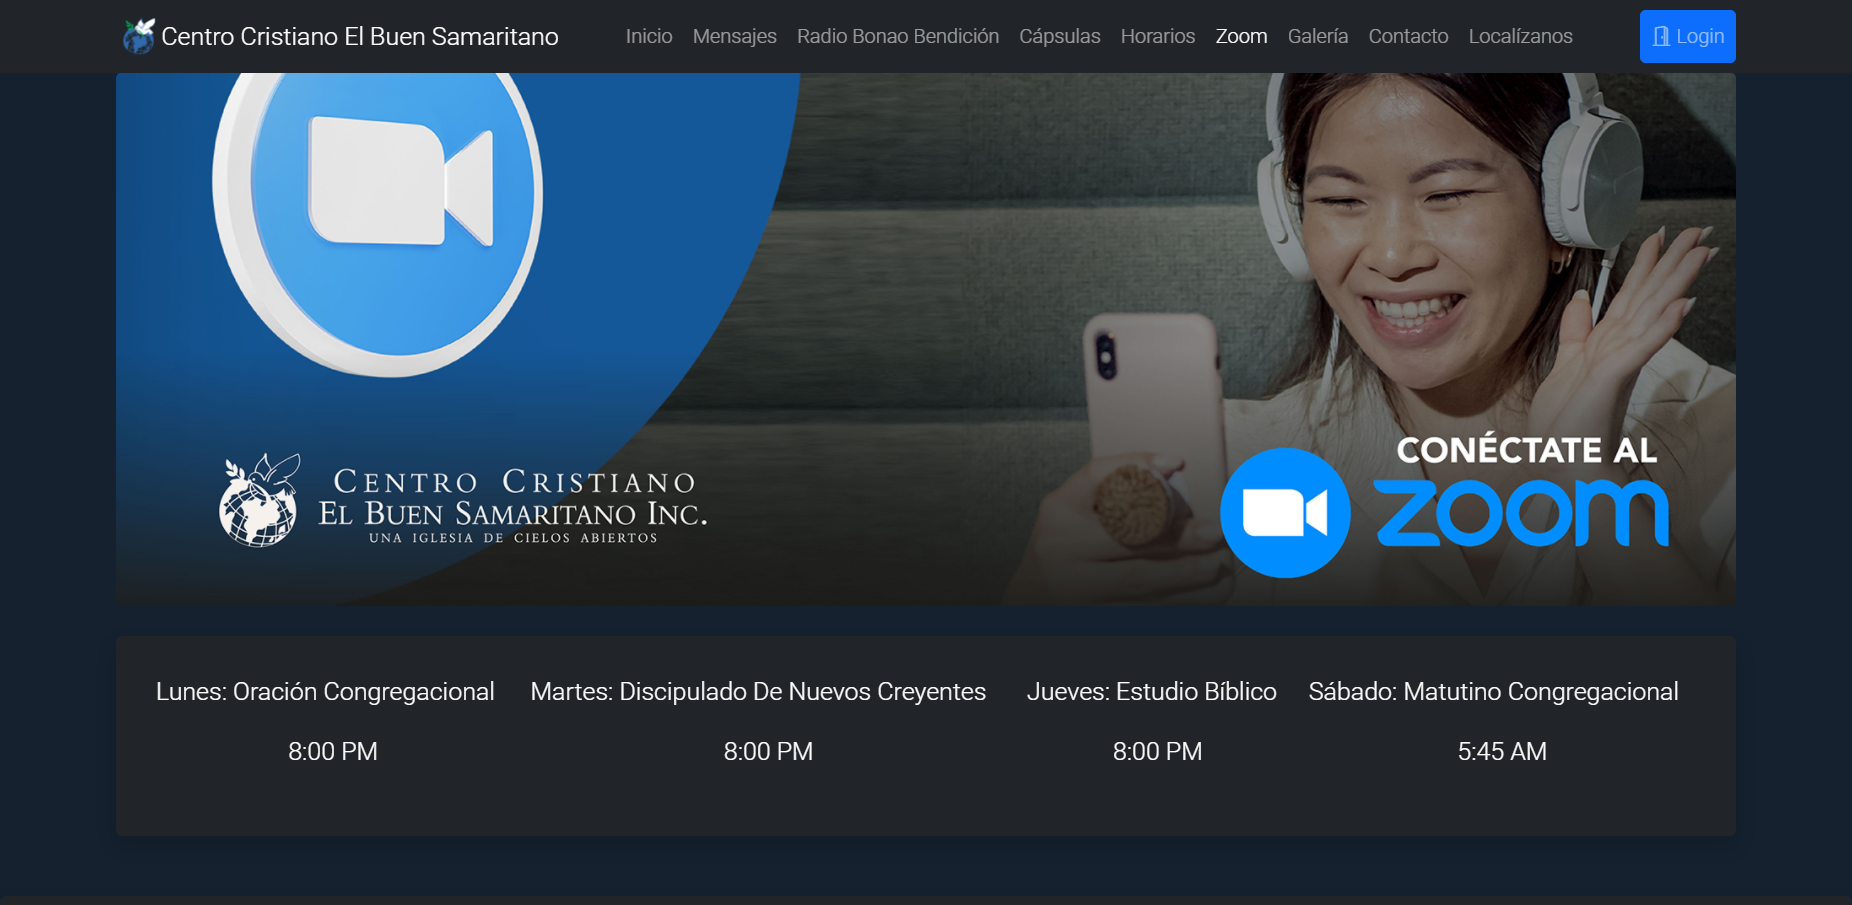 Centro Cristiano El Buen Samaritano
Inicio Mensajes Radio Bonao Bendición Cápsulas Horarios Zoom Galería Contacto Localízanos
Login
CENTRO CRISTIANO
EL BUEN SAMARITANO INC.
UNA IGLESIA DE CIELOS ABIERTOS
CONÉCTATE AL
zoom
Lunes: Oración Congregacional
8:00 PM
Martes: Discipulado De Nuevos Creyentes
8:00 PM
Jueves: Estudio Bíblico
8:00 PM
Sábado: Matutino Congregacional
5:45 AM